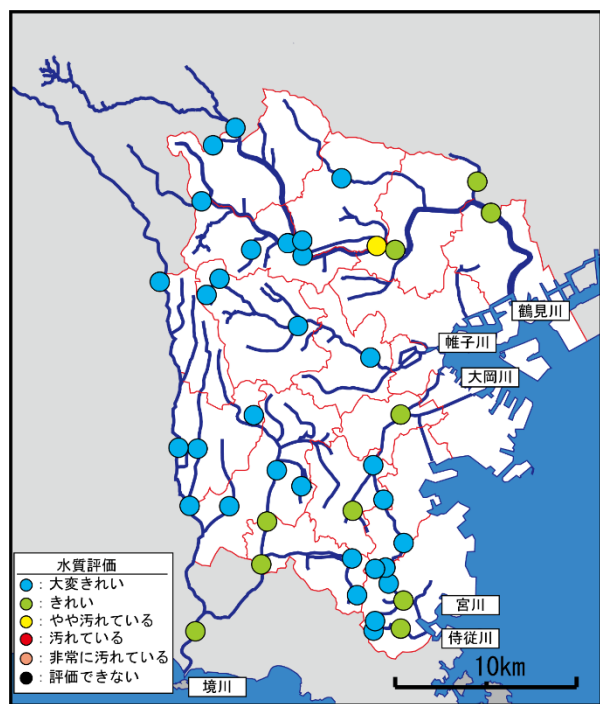 鶴見川
帷子川
大岡川
水質評価
：大変きれい
：きれい
：やや汚れている
：汚れている
：非常に汚れている
：評価できない
宮川
侍従川
境川
10km